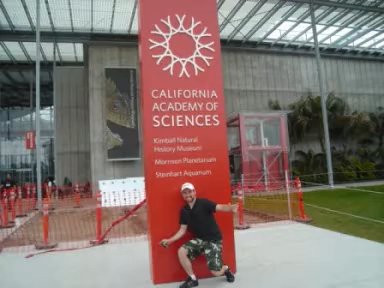 CALIFORNIA
ACADEMY OF
SCIENCES
Kimball Natural
History Museum
Morrison Planetarium
Steinhart Aquarium